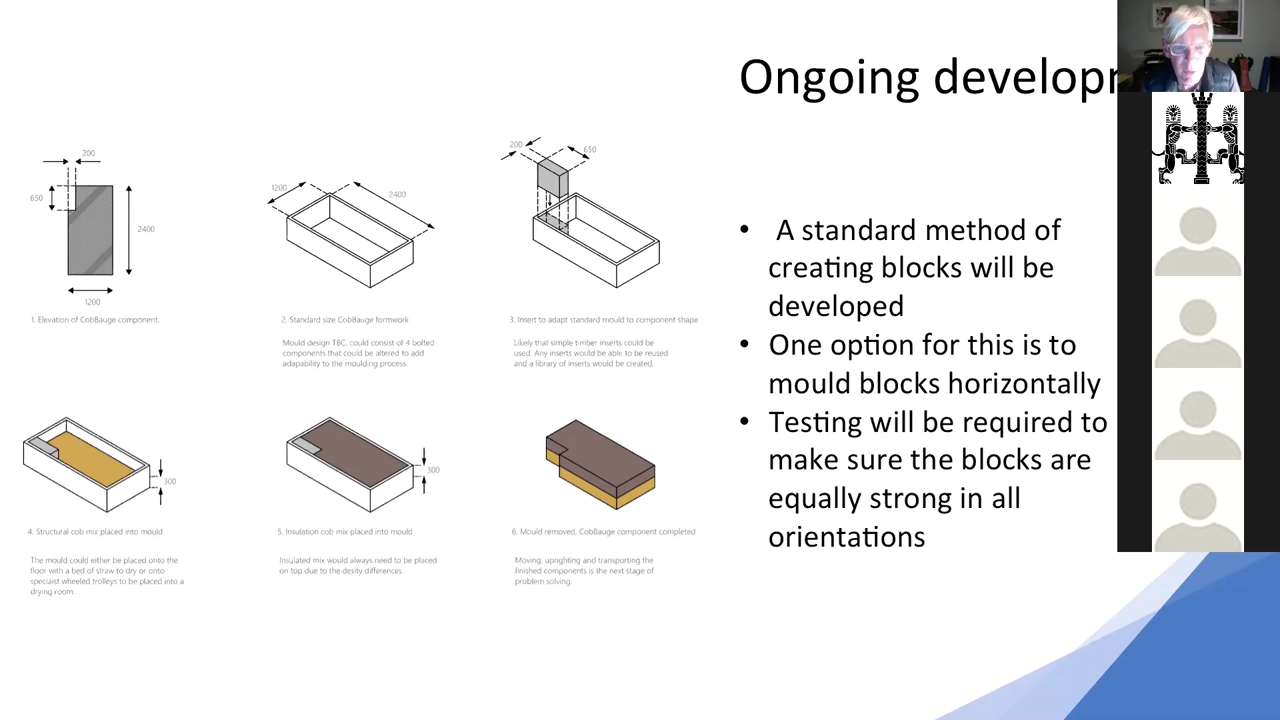 Ongoing develop
200
650
2400
1200
1. Elevation of CobBauge component.
1200
2400
2. Standard size CobBauge formwork
Mould design TBC, could consist of 4 bolted
components that could be altered to add
adapability to the moulding process.
200
650
3. Insert to adapt standard mould to component shape
Likely that simple timber inserts could be
used. Any inserts would be able to be reused
and a library of inserts would be created.
300
4. Structural cob mix placed into mould
The mould could either be placed onto the
floor with a bed of straw to dry or onto
specialist wheeled trolleys to be placed into a
drying room.
300
5. Insulation cob mix placed into mould
Insulated mix would always need to be placed
on top due to the desity differences.
6. Mould removed, CobBauge component completed
Moving, uprighting and transporting the
finished components is the next stage of
problem solving.
• A standard method of
creating blocks will be
developed
• One option for this is to
mould blocks horizontally
• Testing will be required to
make sure the blocks are
equally strong in all
orientations